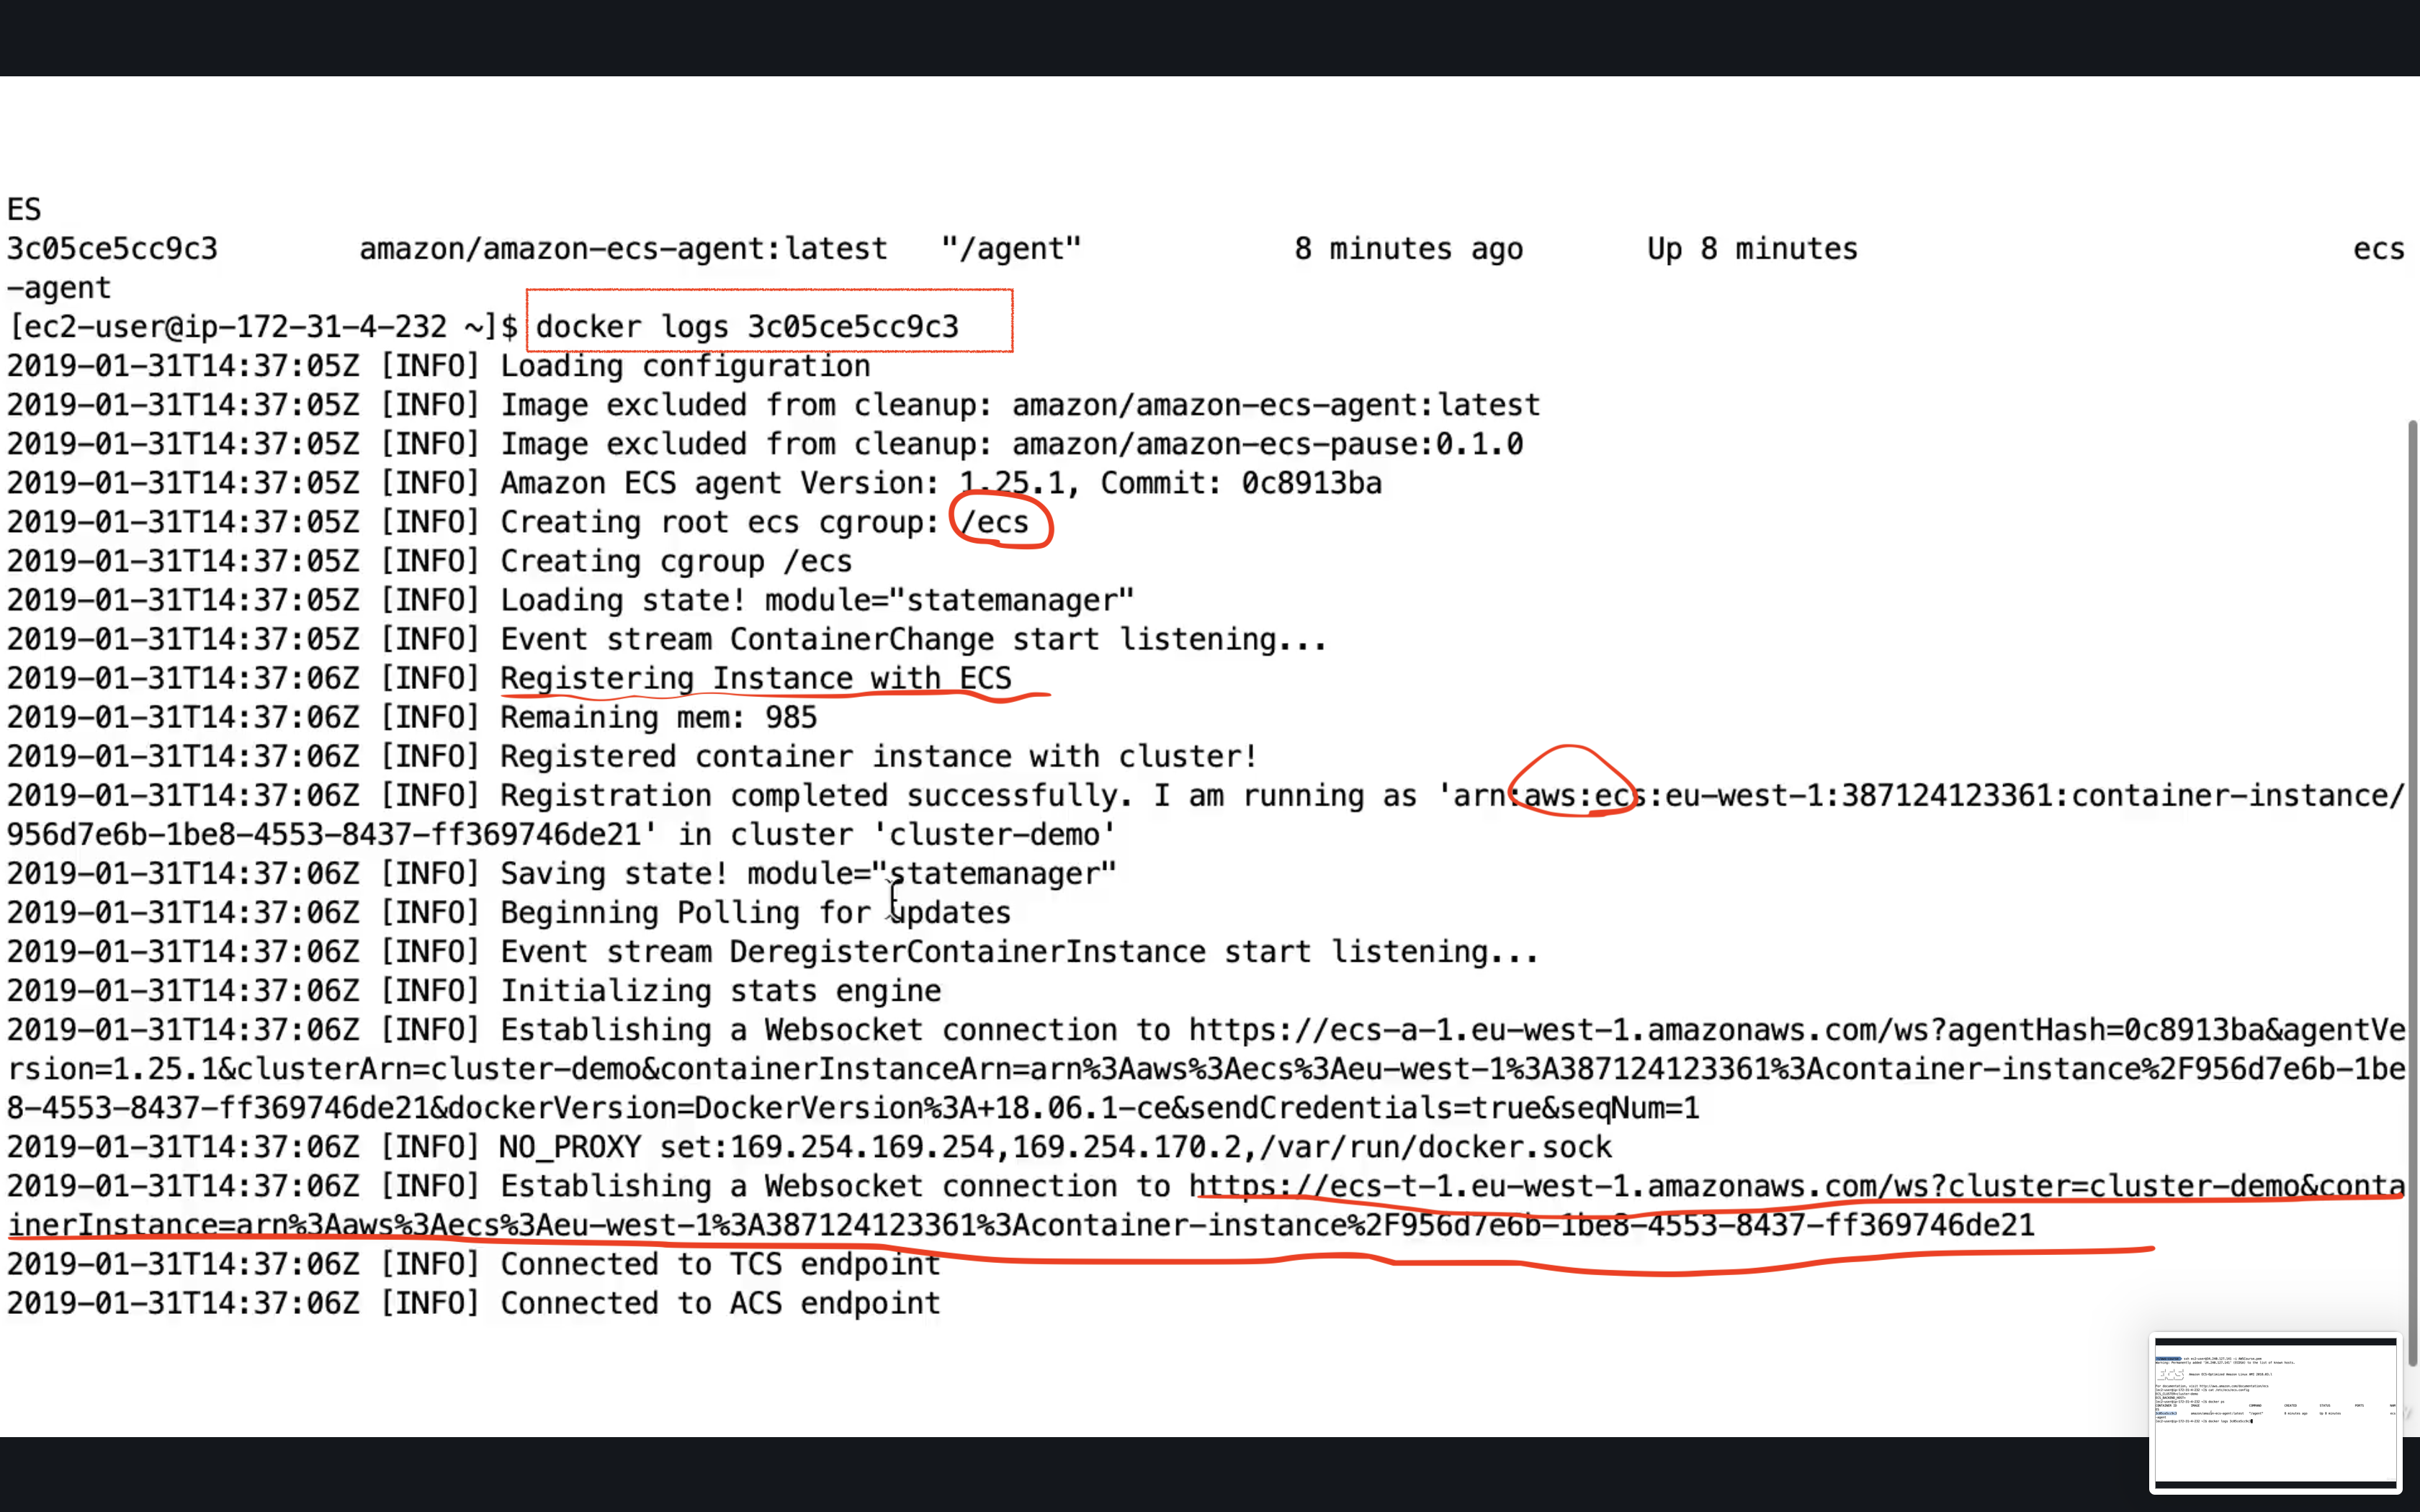 ES
3c05ce5cc9c3        amazon/amazon-ecs-agent:latest   "/agent"            8 minutes ago       Up 8 minutes                            ecs
-agent
[ec2-user@ip-172-31-4-232 ~]$ docker logs 3c05ce5cc9c3
2019-01-31T14:37:05Z [INFO] Loading configuration
2019-01-31T14:37:05Z [INFO] Image excluded from cleanup: amazon/amazon-ecs-agent:latest
2019-01-31T14:37:05Z [INFO] Image excluded from cleanup: amazon/amazon-ecs-pause:0.1.0
2019-01-31T14:37:05Z [INFO] Amazon ECS agent Version: 1.25.1, Commit: 0c8913ba
2019-01-31T14:37:05Z [INFO] Creating root ecs cgroup: /ecs
2019-01-31T14:37:05Z [INFO] Creating cgroup /ecs
2019-01-31T14:37:05Z [INFO] Loading state! module="statemanager"
2019-01-31T14:37:05Z [INFO] Event stream ContainerChange start listening...
2019-01-31T14:37:06Z [INFO] Registering Instance with ECS
2019-01-31T14:37:06Z [INFO] Remaining mem: 985
2019-01-31T14:37:06Z [INFO] Registered container instance with cluster!
2019-01-31T14:37:06Z [INFO] Registration completed successfully. I am running as 'arn:aws:ecs:eu-west-1:387124123361:container-instance/
956d7e6b-1be8-4553-8437-ff369746de21' in cluster 'cluster-demo'
2019-01-31T14:37:06Z [INFO] Saving state! module="statemanager"
2019-01-31T14:37:06Z [INFO] Beginning Polling for updates
2019-01-31T14:37:06Z [INFO] Event stream DeregisterContainerInstance start listening...
2019-01-31T14:37:06Z [INFO] Initializing stats engine
2019-01-31T14:37:06Z [INFO] Establishing a Websocket connection to https://ecs-a-1.eu-west-1.amazonaws.com/ws?agentHash=0c8913ba&agentVe
rsion=1.25.1&clusterArn=cluster-demo&containerInstanceArn=arn%3Aaws%3Aecs%3Aeu-west-1%3A387124123361%3Acontainer-instance%2F956d7e6b-1be
8-4553-8437-ff369746de21&dockerVersion=DockerVersion%3A+18.06.1-ce&sendCredentials=true&seqNum=1
2019-01-31T14:37:06Z [INFO] NO_PROXY set:169.254.169.254,169.254.170.2,/var/run/docker.sock
2019-01-31T14:37:06Z [INFO] Establishing a Websocket connection to https://ecs-t-1.eu-west-1.amazonaws.com/ws?cluster=cluster-demo&conta
inerInstance=arn%3Aaws%3Aecs%3Aeu-west-1%3A387124123361%3Acontainer-instance%2F956d7e6b-1be8-4553-8437-ff369746de21
2019-01-31T14:37:06Z [INFO] Connected to TCS endpoint
2019-01-31T14:37:06Z [INFO] Connected to ACS endpoint